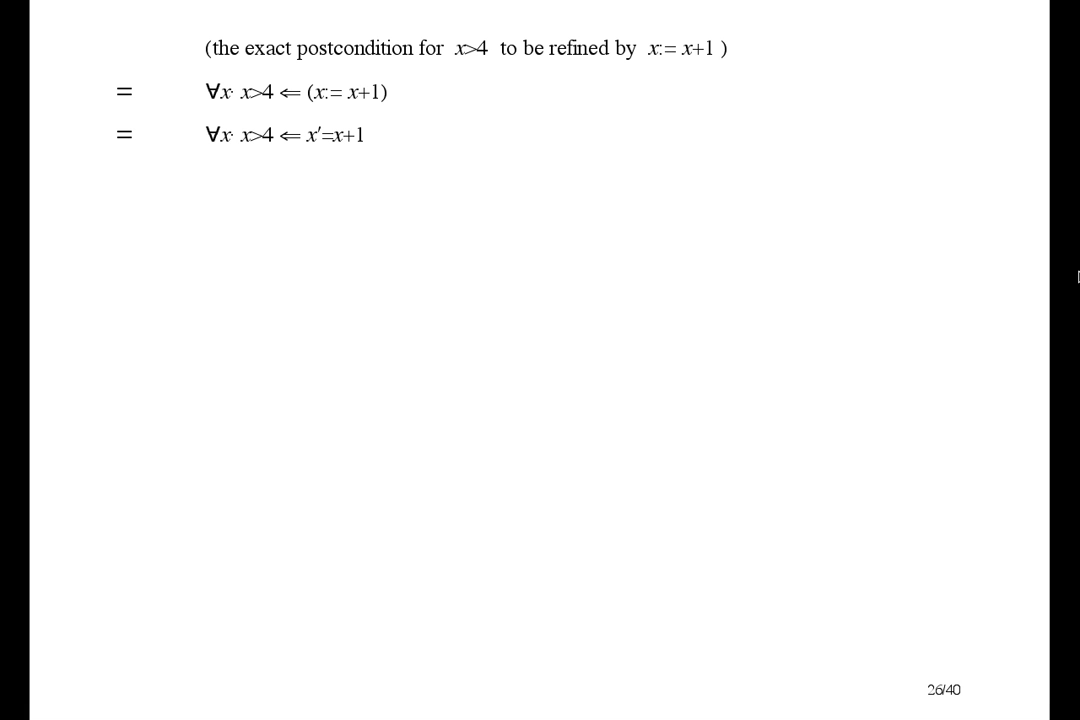 (the exact postcondition for x>4 to be refined by x:= x+1 )
= ∀x· x>4 ⇐ (x:= x+1)
= ∀x· x>4 ⇐ x′=x+1
26/40